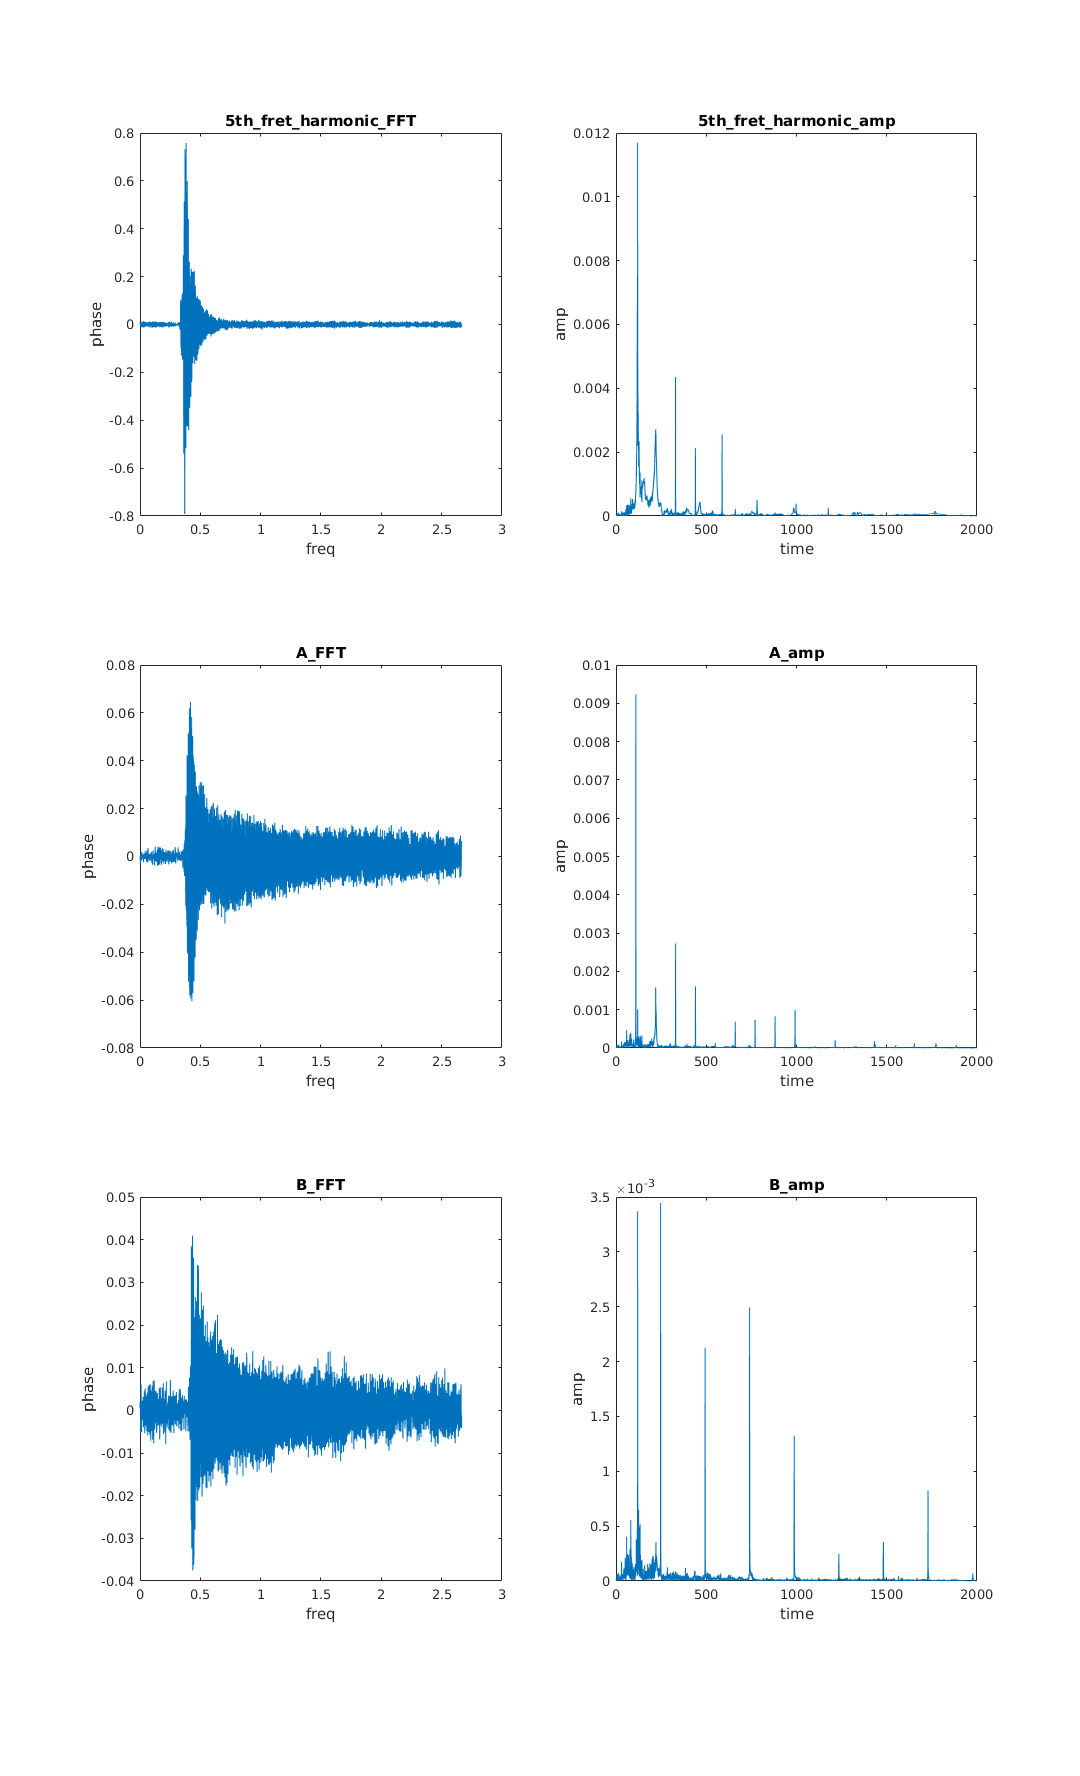 5th_fret_harmonic_FFT
0.8
0.6
0.4
0.2
0
-0.2
-0.4
-0.6
-0.8
phase
0 0.5 1 1.5 2 2.5 3
freq
5th_fret_harmonic_amp
0.012
0.01
0.008
0.006
0.004
0.002
0
amp
0 500 1000 1500 2000
time
A_FFT
0.08
0.06
0.04
0.02
0
-0.02
-0.04
-0.06
-0.08
phase
0 0.5 1 1.5 2 2.5 3
freq
A_amp
0.01
0.009
0.008
0.007
0.006
0.005
0.004
0.003
0.002
0.001
0
amp
0 500 1000 1500 2000
time
B_FFT
0.05
0.04
0.03
0.02
0.01
0
-0.01
-0.02
-0.03
-0.04
phase
0 0.5 1 1.5 2 2.5 3
freq
B_amp
×10-3
3.5
3
2.5
2
1.5
1
0.5
0
amp
0 500 1000 1500 2000
time